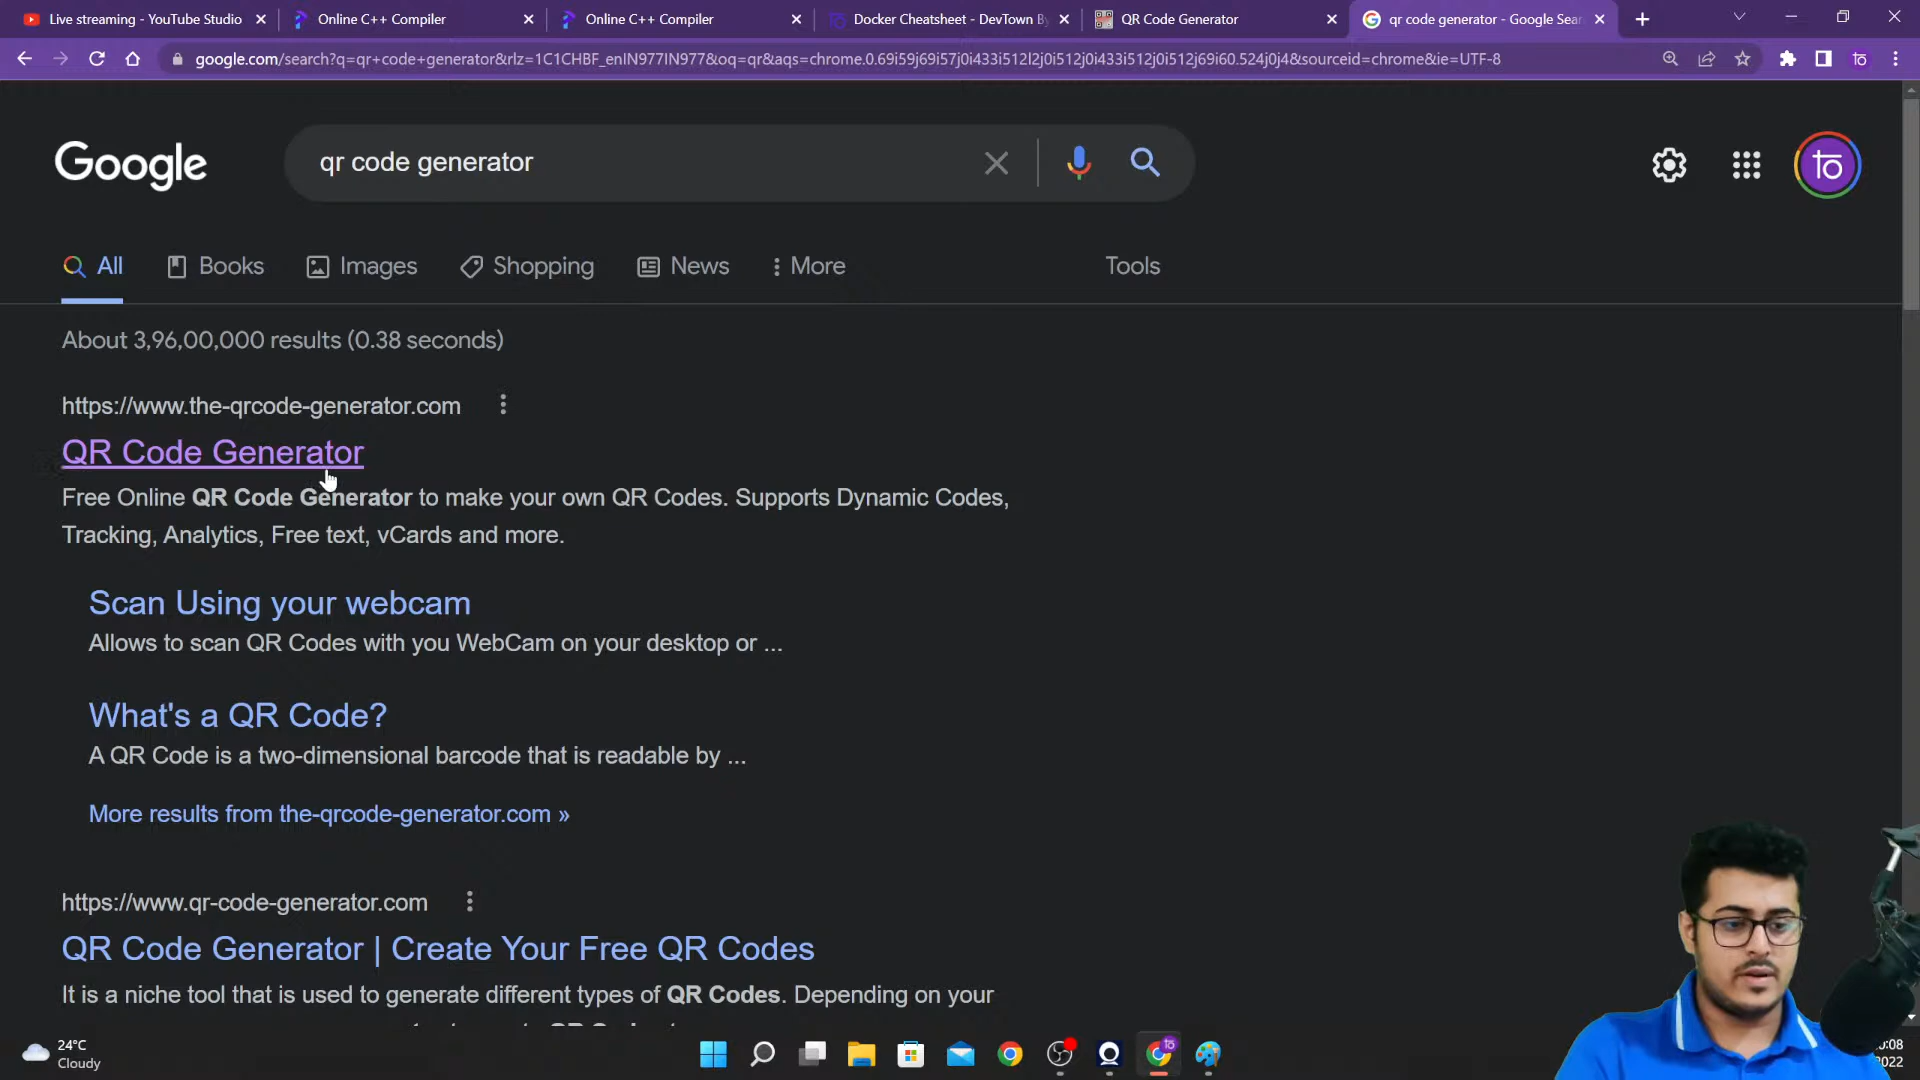 Live streaming - YouTube Studio
Online C++ Compiler
Online C++ Compiler
Docker Cheatsheet - DevTown B
QR Code Generator
qr code generator - Google Sea
google.com/search?q=qr+code+generator&rlz=1C1CHBF_enIN977IN977&oq=qr&aqs=chrome.0.69i59j69i57j0i433i512l2j0i512j0i433i512j0i512j69i60.524j0j4&sourceid=chrome&ie=UTF-8
Google
qr code generator
All
Books
Images
Shopping
News
More
Tools
About 3,96,00,000 results (0.38 seconds)
https://www.the-qrcode-generator.com
QR Code Generator
Free Online QR Code Generator to make your own QR Codes. Supports Dynamic Codes,
Tracking, Analytics, Free text, vCards and more.
Scan Using your webcam
Allows to scan QR Codes with you WebCam on your desktop or ...
What's a QR Code?
A QR Code is a two-dimensional barcode that is readable by ...
More results from the-qrcode-generator.com »
https://www.qr-code-generator.com
QR Code Generator | Create Your Free QR Codes
It is a niche tool that is used to generate different types of QR Codes. Depending on your
24°C
Cloudy
:08
2022